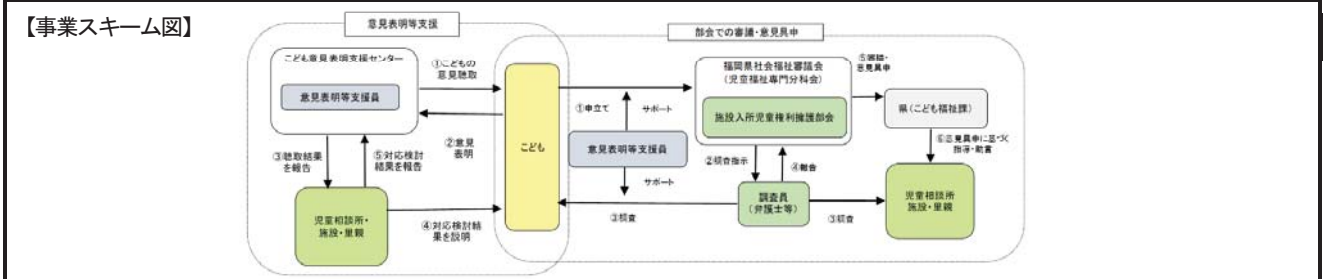 【事業スキーム図】
意見表明等支援
こども意見表明支援センター
意見表明等支援員
①こどもの
意見聴取
②意見
表明
③聴取結果
を報告
⑤対応検討
結果を報告
児童相談所・
施設・里親
④対応検討結
果を説明
こども
部会での審議・意見具申
①申立て
サポート
意見表明等支援員
サポート
③調査
福岡県社会福祉審議会
(児童福祉専門分科会)
施設入所児童権利擁護部会
②調査指示
④報告
調査員
(弁護士等)
③調査
⑤審議・
意見具申
県(こども福祉課)
⑥意見具申に基づく
指導・助言
児童相談所
施設・里親